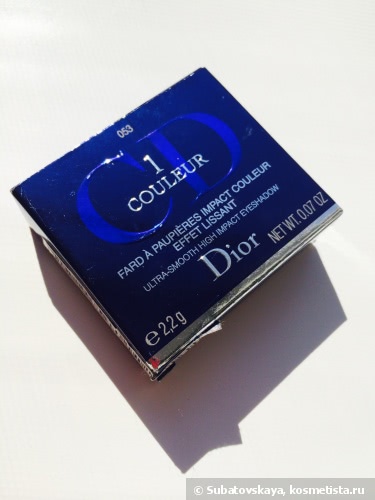 053
CD
1
COULEUR
FARD À PAUPIÈRES IMPACT COULEUR
EFFET LISSANT
ULTRA-SMOOTH HIGH IMPACT EYESHADOW
Dior
℮ 2,2 g
NET WT. 0.07 OZ
© Subatovskaya, kosmetista.ru